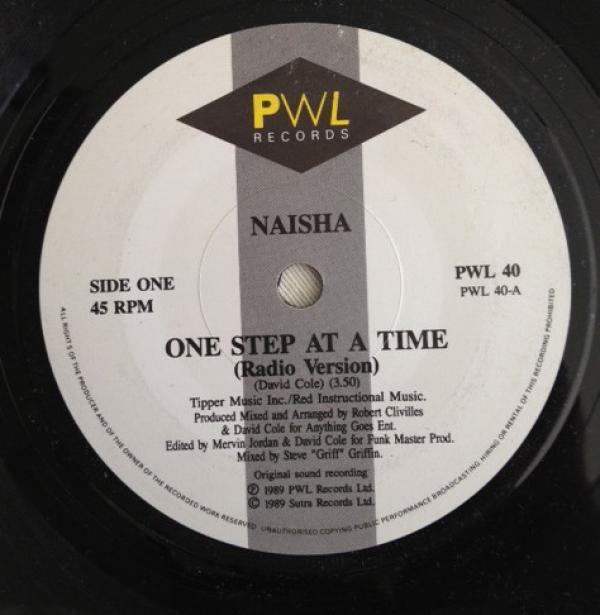 PWL
RECORDS
NAISHA
SIDE ONE
45 RPM
PWL 40
PWL 40-A
ONE STEP AT A TIME
(Radio Version)
(David Cole) (3.50)
Tipper Music Inc./Red Instructional Music.
Produced Mixed and Arranged by Robert Clivilles
& David Cole for Anything Goes Ent.
Edited by Mervin Jordan & David Cole for Funk Master Prod.
Mixed by Steve "Griff" Griffin.
Original sound recording
Ⓟ 1989 PWL Records Ltd.
© 1989 Sutra Records Ltd.
ALL RIGHTS OF THE PRODUCER AND OF THE OWNER OF THE RECORDED WORK RESERVED. UNAUTHORISED COPYING PUBLIC PERFORMANCE BROADCASTING HIRING OR RENTAL OF THIS RECORDING PROHIBITED